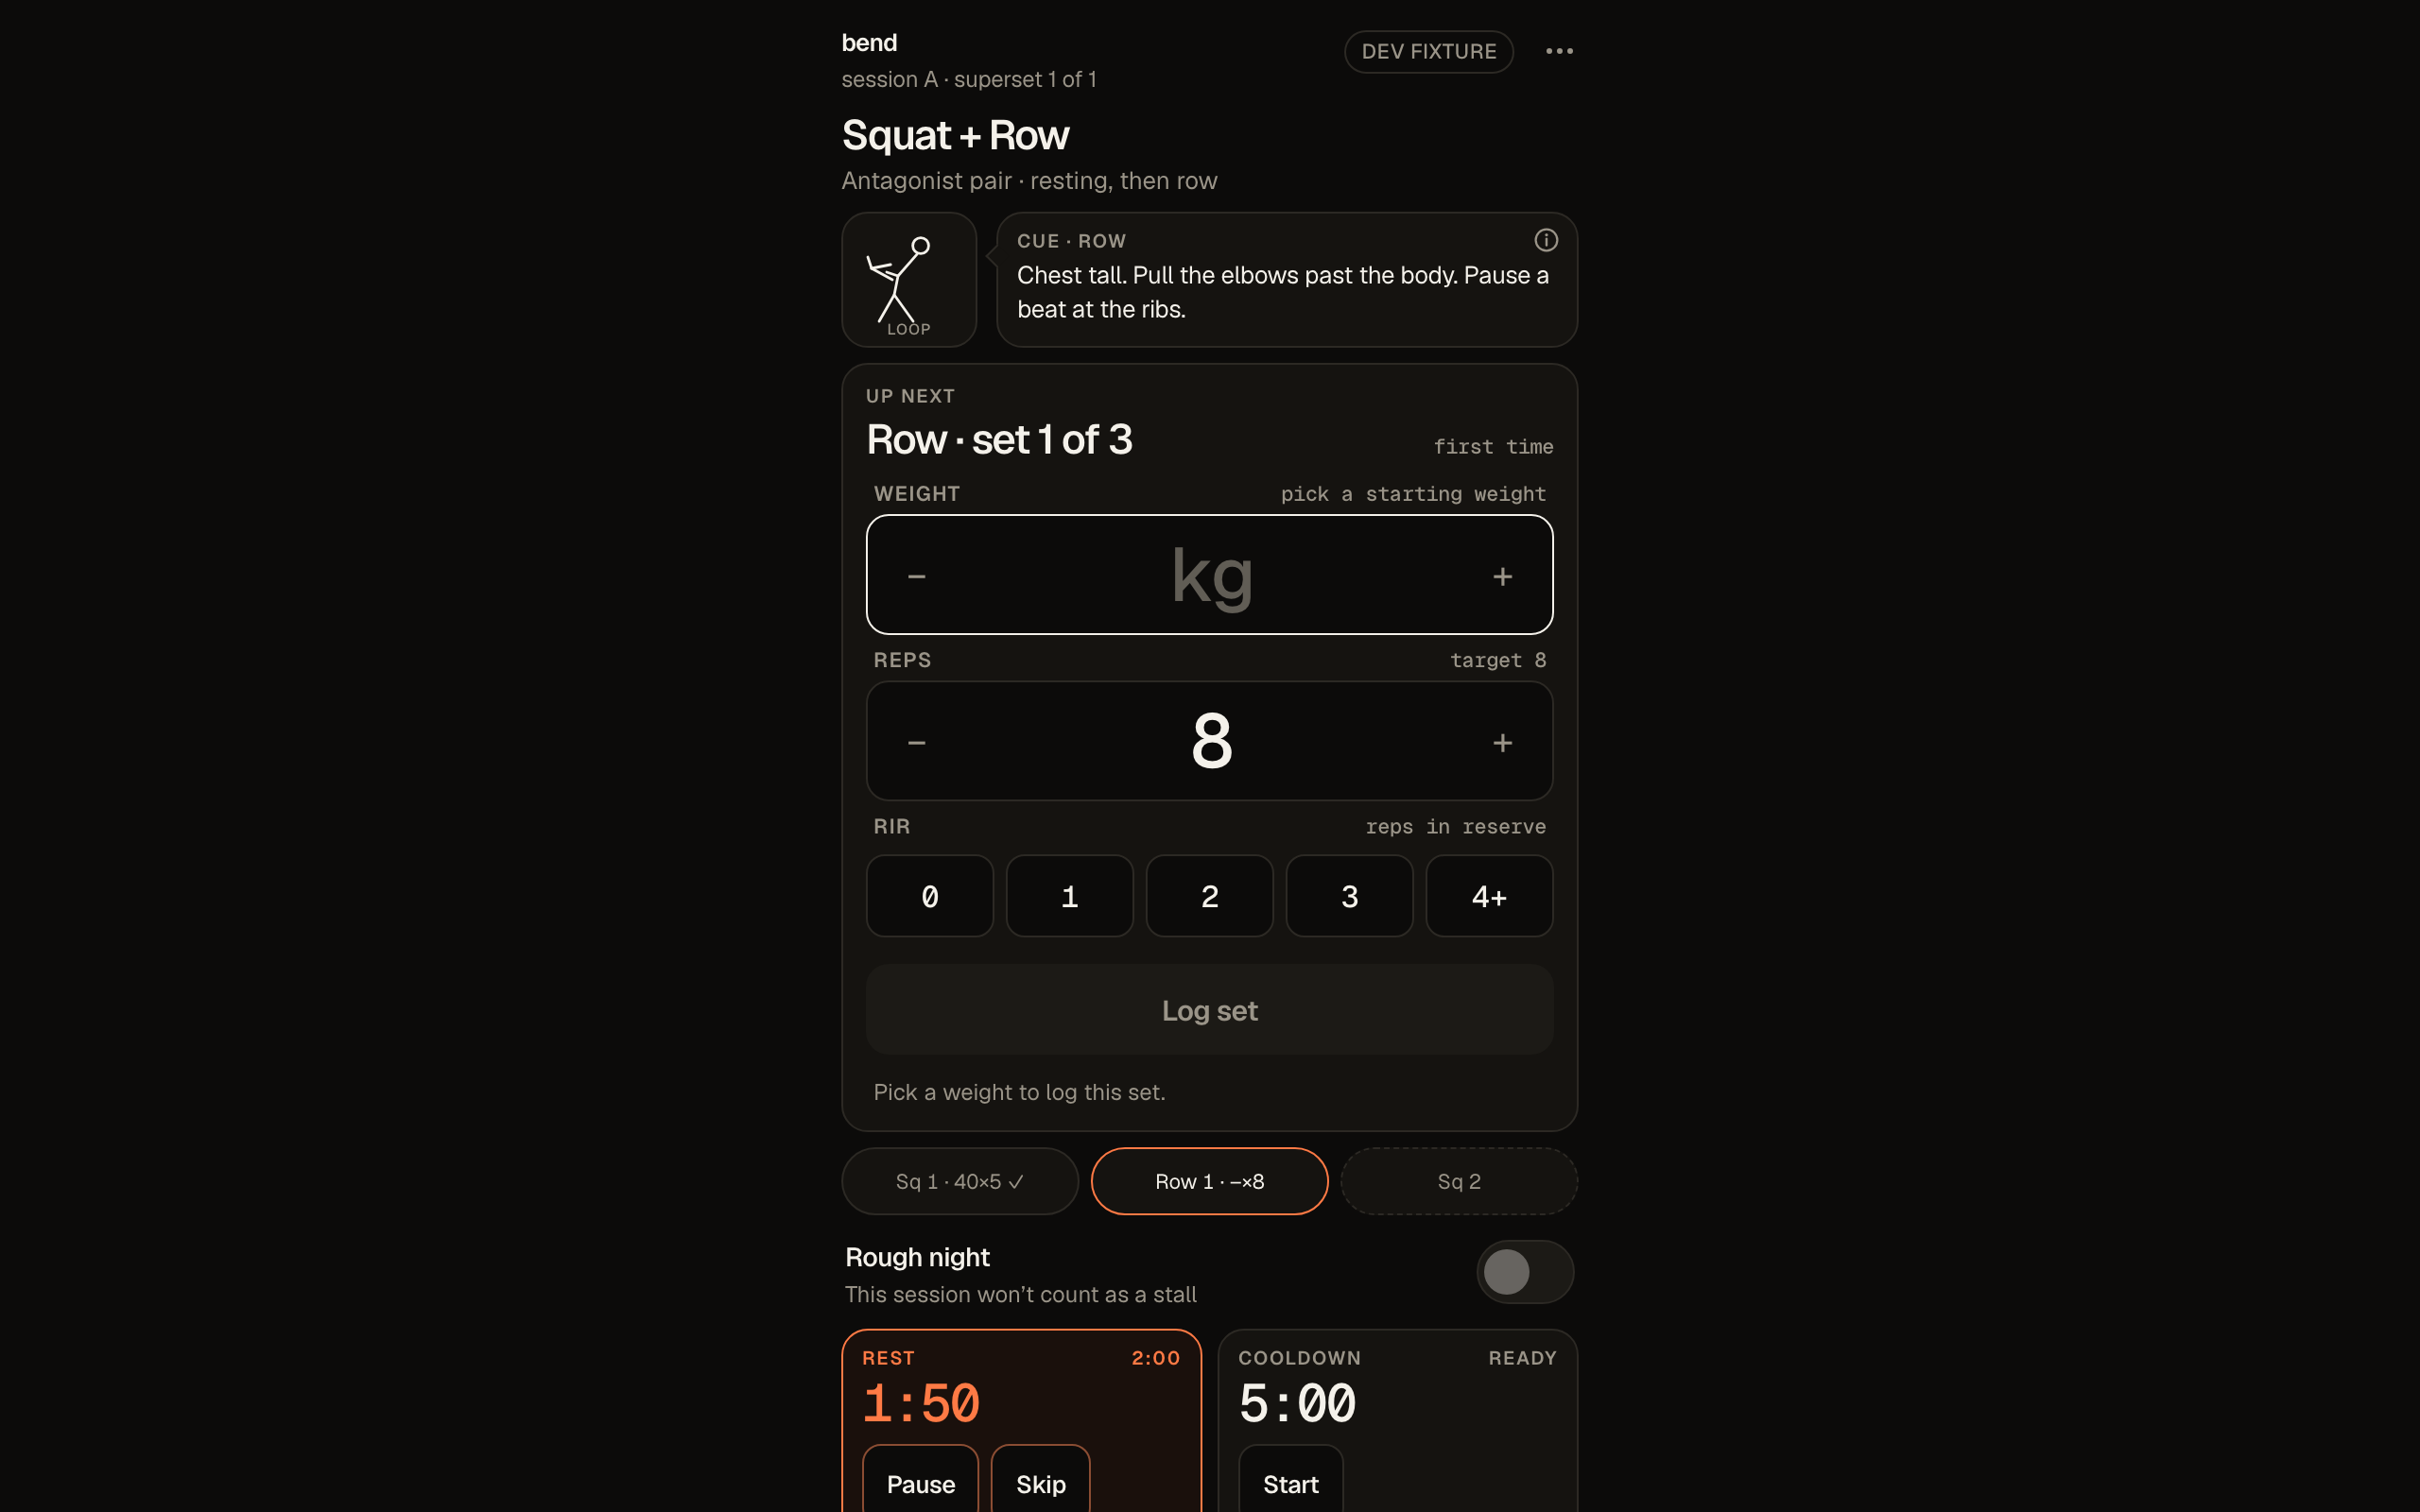 bend
DEV FIXTURE
session A · superset 1 of 1
Squat + Row
Antagonist pair · resting, then row
LOOP
CUE · ROW
Chest tall. Pull the elbows past the body. Pause a
beat at the ribs.
UP NEXT
Row · set 1 of 3
first time
WEIGHT
pick a starting weight
− kg +
REPS
target 8
− 8 +
RIR
reps in reserve
0 1 2 3 4+
Log set
Pick a weight to log this set.
Sq 1 · 40×5 ✓
Row 1 · –×8
Sq 2
Rough night
This session won’t count as a stall
REST
2:00
1:50
Pause
Skip
COOLDOWN
READY
5:00
Start